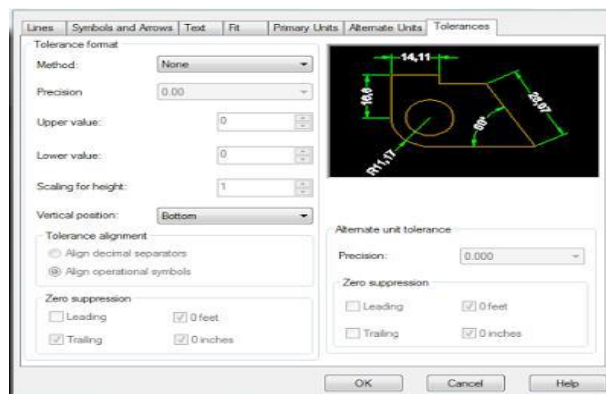 Lines Symbols and Arrows Text Fit Primary Units Alternate Units Tolerances
Tolerance format
Method: None
Precision 0.00
Upper value: 0
Lower value: 0
Scaling for height: 1
Vertical position: Bottom
Tolerance alignment
Align decimal separators
Align operational symbols
Zero suppression
Leading 0 feet
Trailing 0 inches
14,11
16,6
28,07
60°
R11,17
Alternate unit tolerance
Precision: 0.000
Zero suppression
Leading 0 feet
Trailing 0 inches
OK Cancel Help